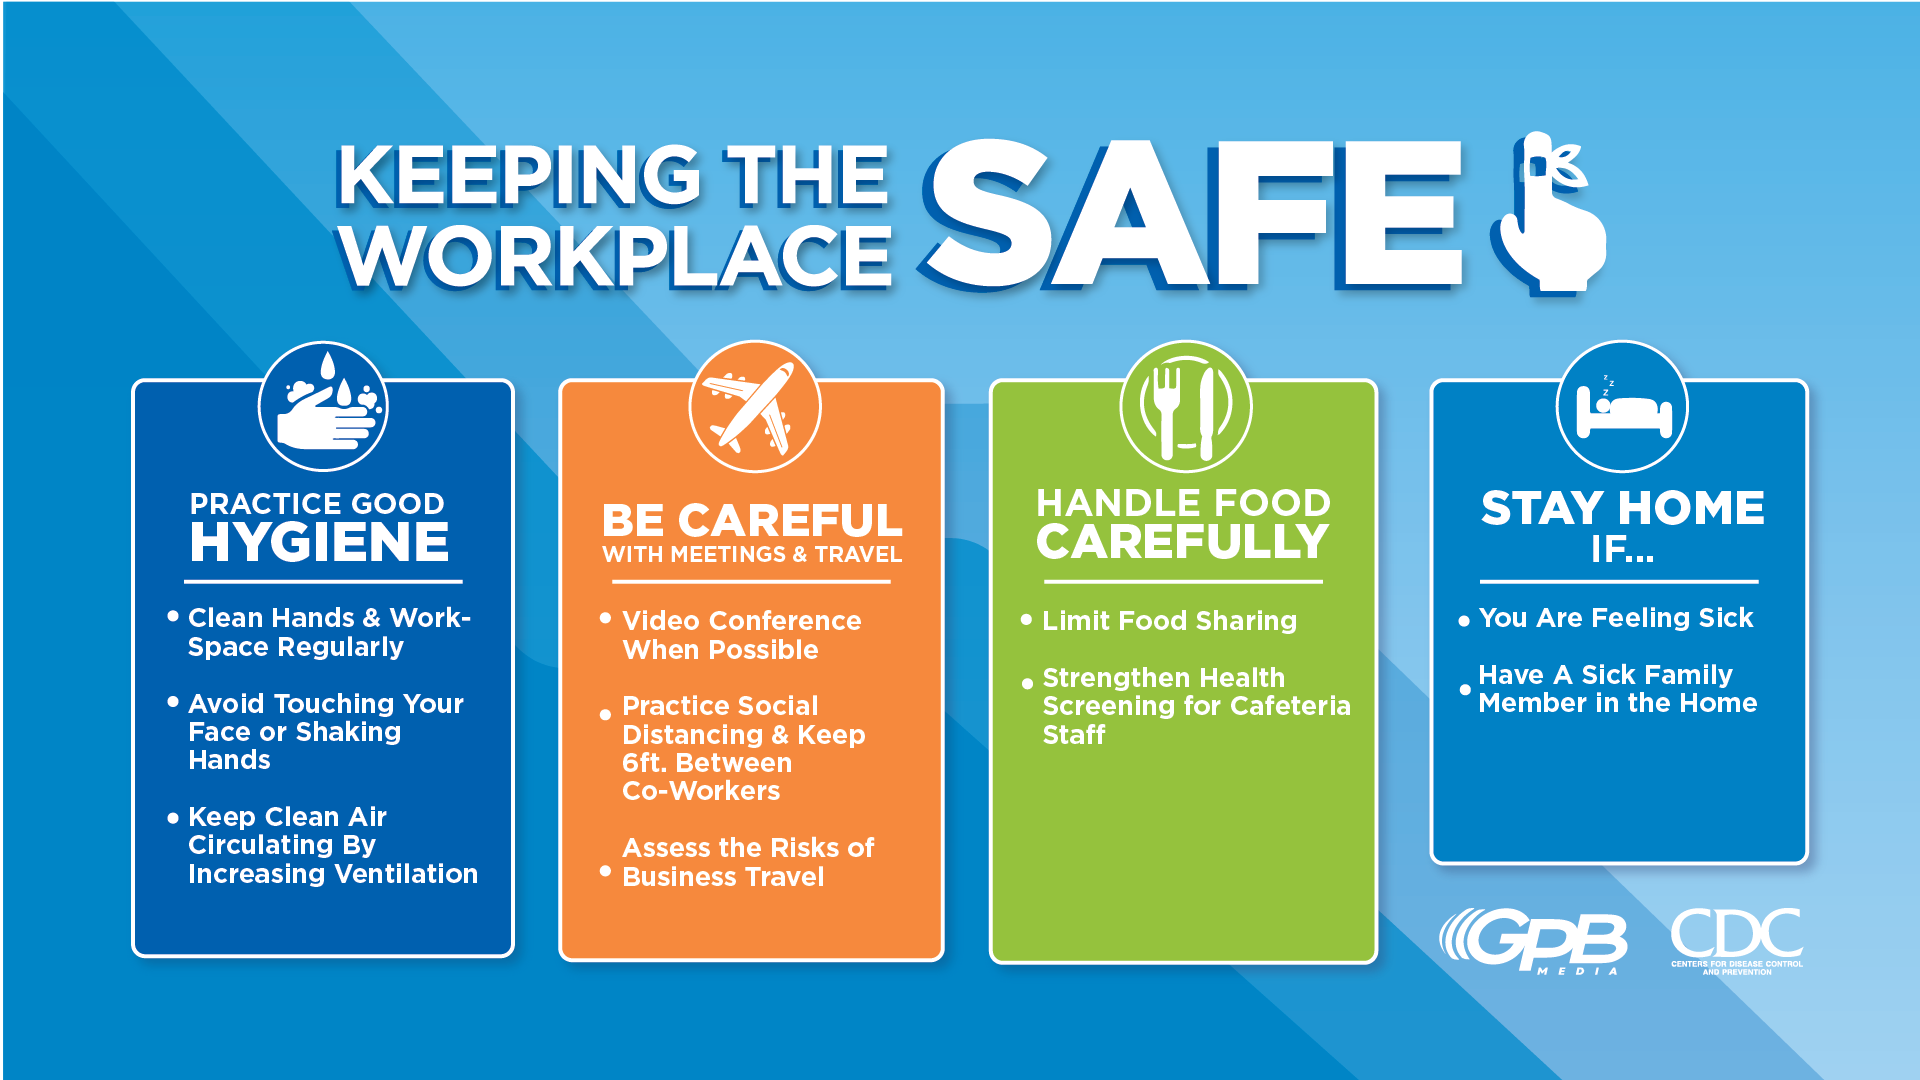 KEEPING THE
WORKPLACE
SAFE
z
z
z
PRACTICE GOOD
HYGIENE
• Clean Hands & Work-
Space Regularly
• Avoid Touching Your
Face or Shaking
Hands
• Keep Clean Air
Circulating By
Increasing Ventilation
BE CAREFUL
WITH MEETINGS & TRAVEL
• Video Conference
When Possible
• Practice Social
Distancing & Keep
6ft. Between
Co-Workers
• Assess the Risks of
Business Travel
HANDLE FOOD
CAREFULLY
• Limit Food Sharing
• Strengthen Health
Screening for Cafeteria
Staff
STAY HOME
IF...
• You Are Feeling Sick
• Have A Sick Family
Member in the Home
GPB
MEDIA
CDC
CENTERS FOR DISEASE CONTROL
AND PREVENTION